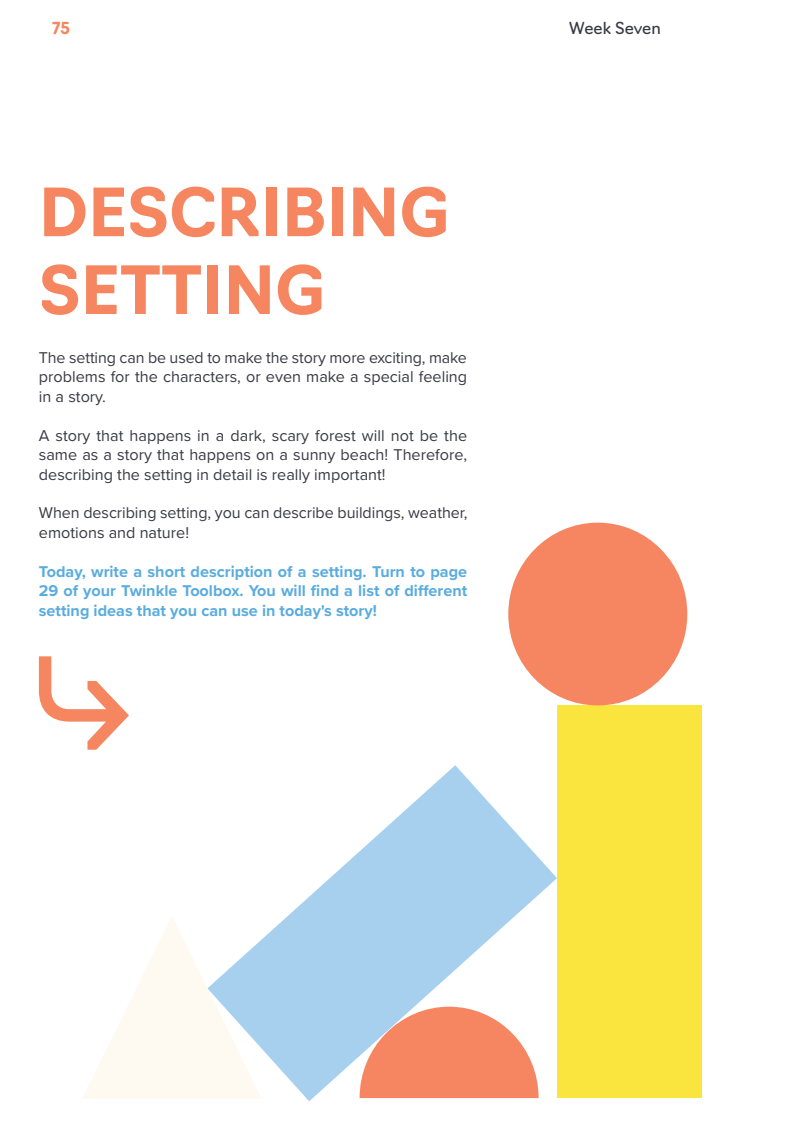 75
Week Seven
DESCRIBING
SETTING
The setting can be used to make the story more exciting, make
problems for the characters, or even make a special feeling
in a story.
A story that happens in a dark, scary forest will not be the
same as a story that happens on a sunny beach! Therefore,
describing the setting in detail is really important!
When describing setting, you can describe buildings, weather,
emotions and nature!
Today, write a short description of a setting. Turn to page
29 of your Twinkle Toolbox. You will find a list of different
setting ideas that you can use in today's story!